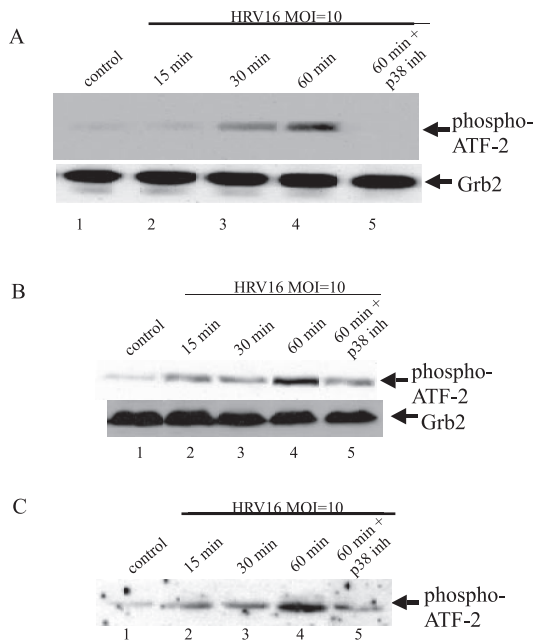 A
HRV16 MOI=10
control
15 min
30 min
60 min
60 min +
p38 inh
phospho-
ATF-2
Grb2
1 2 3 4 5
B
HRV16 MOI=10
control
15 min
30 min
60 min
60 min +
p38 inh
phospho-
ATF-2
Grb2
1 2 3 4 5
C
HRV16 MOI=10
control
15 min
30 min
60 min
60 min +
p38 inh
phospho-
ATF-2
1 2 3 4 5